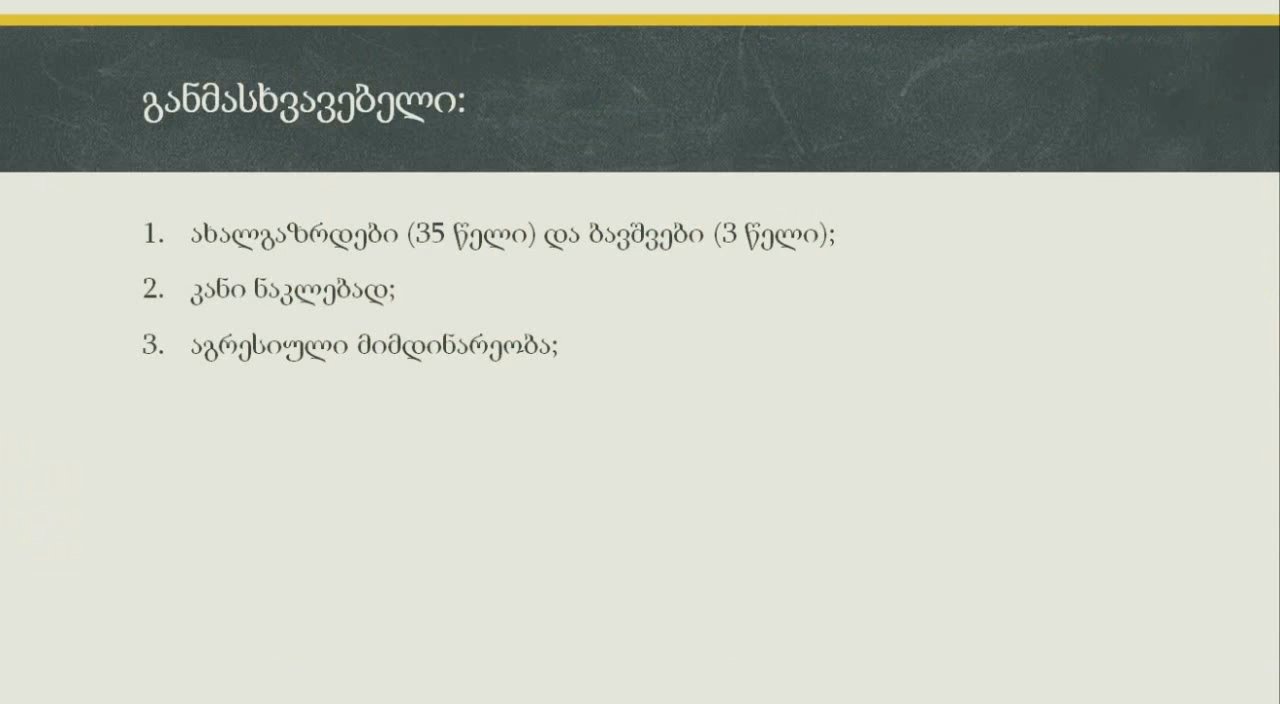 განმასხვავებელი:
1. ახალგაზრდები (35 წელი) და ბავშვები (3 წელი);
2. კანი ნაკლებად;
3. აგრესიული მიმდინარეობა;